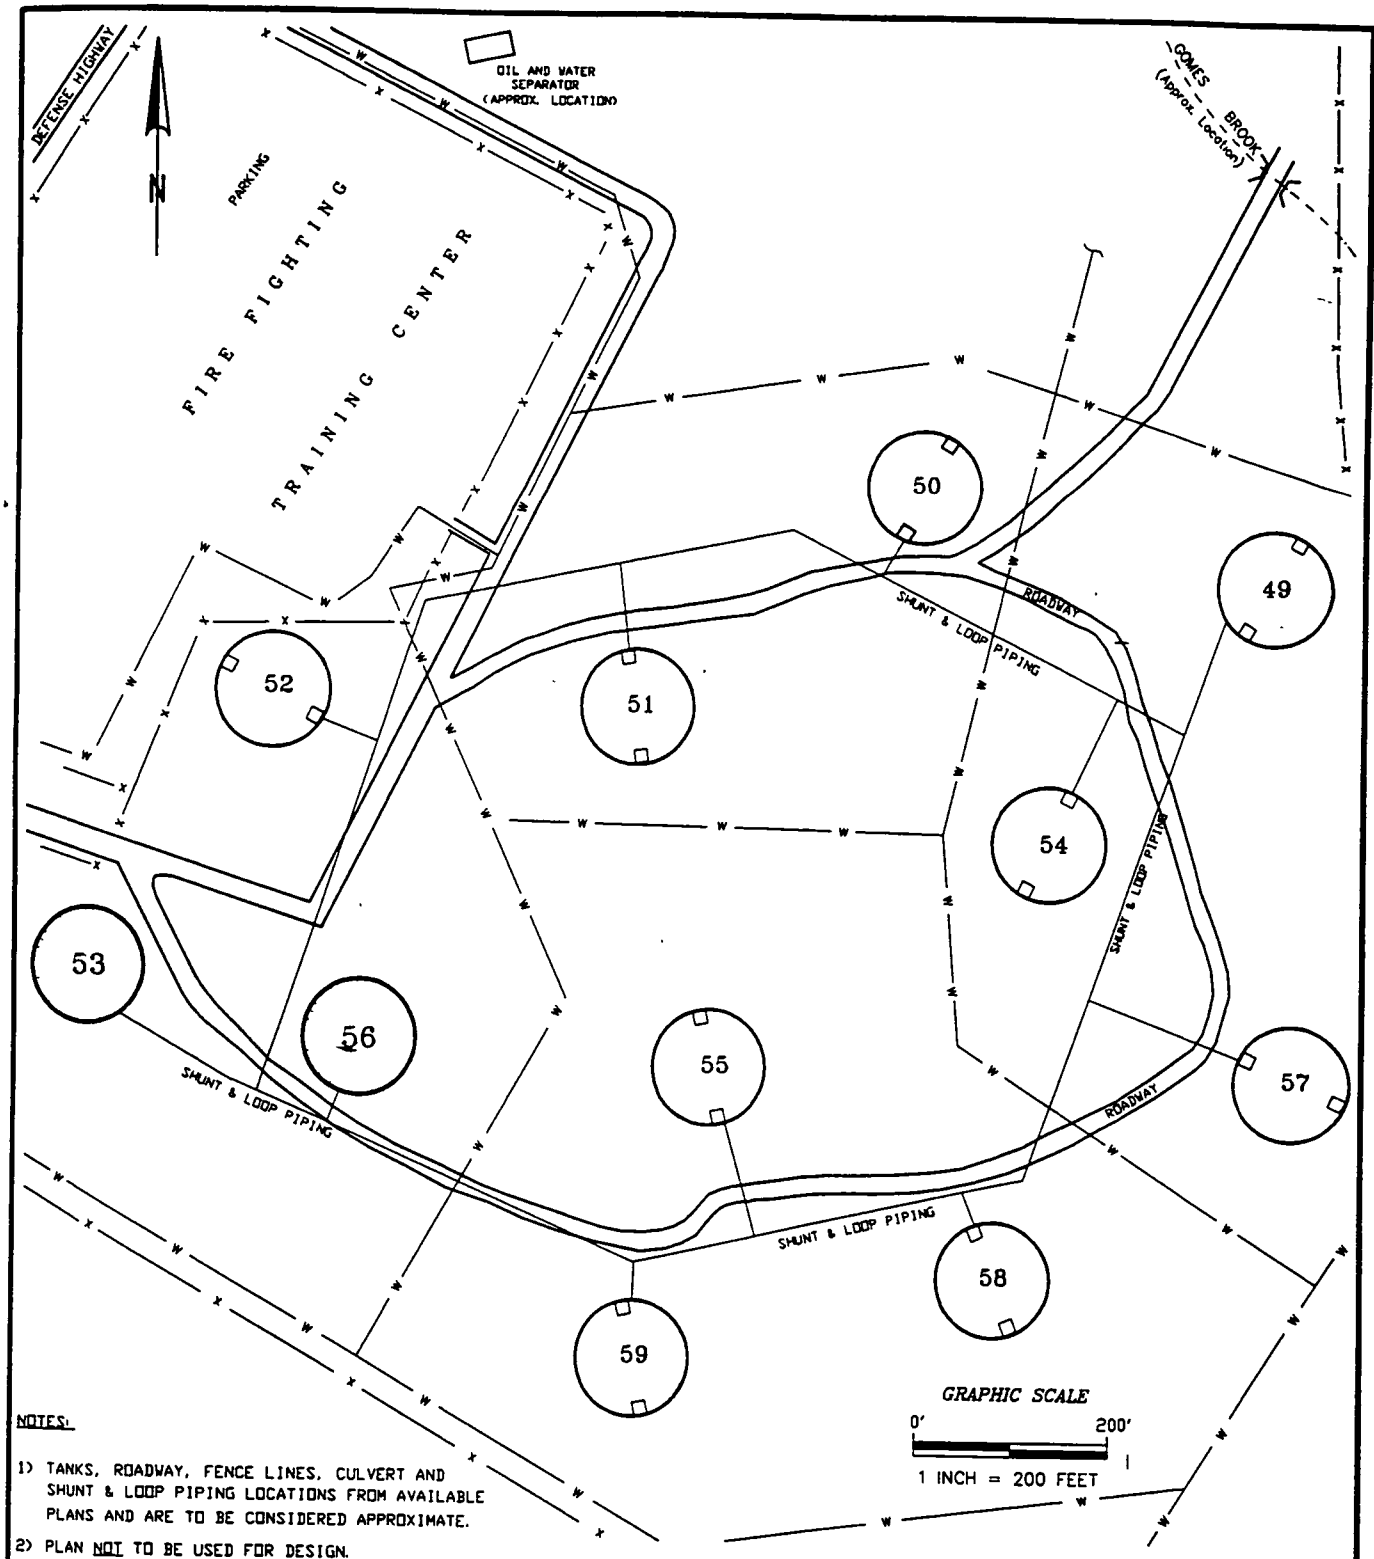 DEFENSE HIGHWAY
N
PARKING
FIRE FIGHTING
TRAINING CENTER
OIL AND WATER
SEPARATOR
(APPROX. LOCATION)
GOMES BROOK
(Approx. Location)
50
49
ROADWAY
SHUNT & LOOP PIPING
52
51
54
SHUNT & LOOP PIPING
53
56
55
57
SHUNT & LOOP PIPING
ROADWAY
SHUNT & LOOP PIPING
58
59
GRAPHIC SCALE
0' 200'
1 INCH = 200 FEET
NOTES:
1) TANKS, ROADWAY, FENCE LINES, CULVERT AND
SHUNT & LOOP PIPING LOCATIONS FROM AVAILABLE
PLANS AND ARE TO BE CONSIDERED APPROXIMATE.
2) PLAN NOT TO BE USED FOR DESIGN.